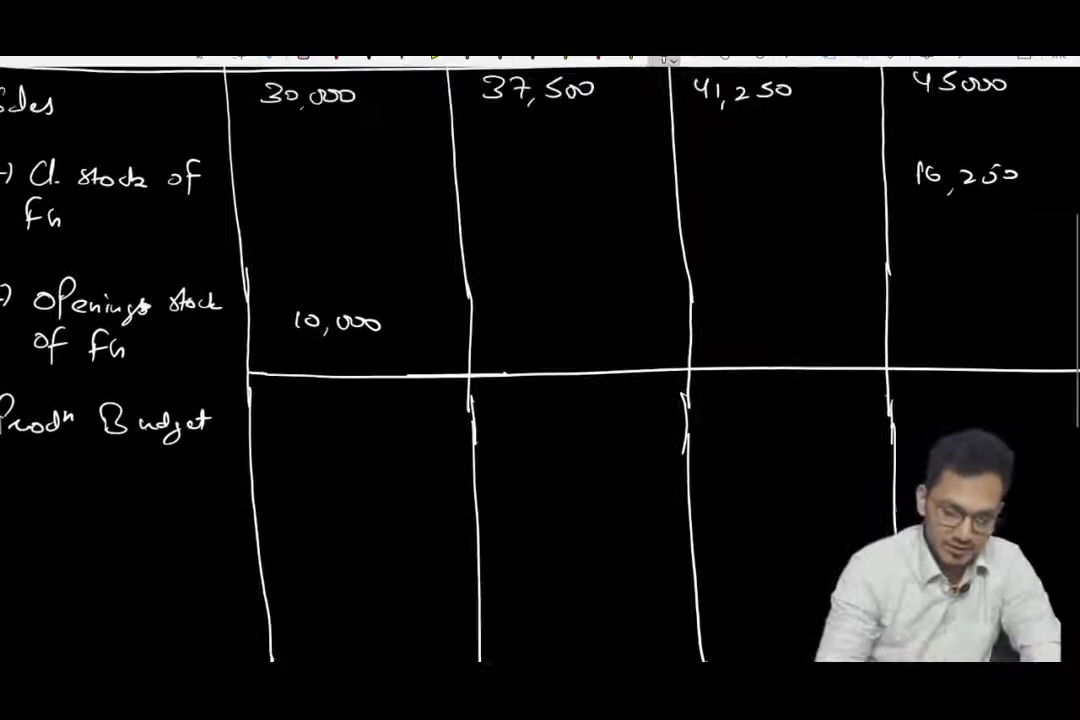 Sales 30,000 37,500 41,250 45000
+) Cl. stock of 16,250
FG
-) Opening stock
of FG 10,000
Prodn Budget